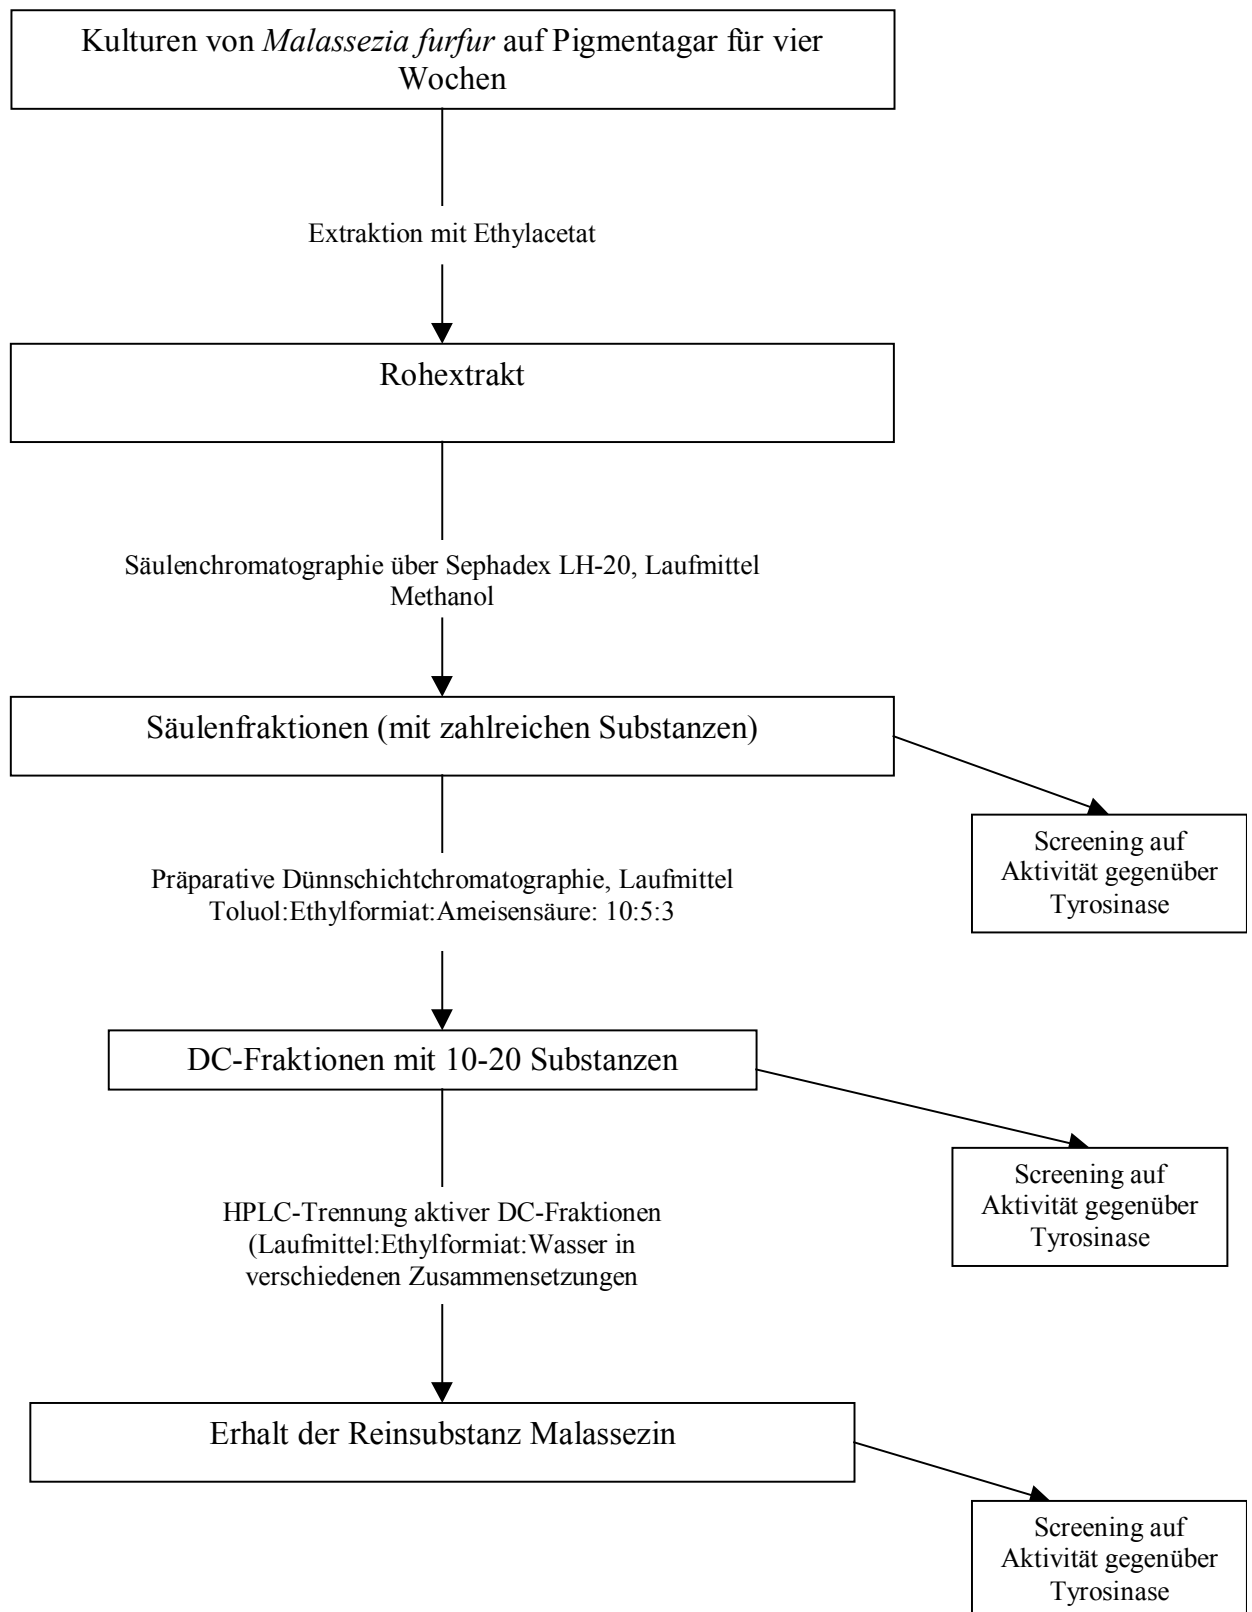 Kulturen von Malassezia furfur auf Pigmentagar für vier
Wochen
Extraktion mit Ethylacetat
Rohextrakt
Säulenchromatographie über Sephadex LH-20, Laufmittel
Methanol
Säulenfraktionen (mit zahlreichen Substanzen)
Screening auf
Aktivität gegenüber
Tyrosinase
Präparative Dünnschichtchromatographie, Laufmittel
Toluol:Ethylformiat:Ameisensäure: 10:5:3
DC-Fraktionen mit 10-20 Substanzen
Screening auf
Aktivität gegenüber
Tyrosinase
HPLC-Trennung aktiver DC-Fraktionen
(Laufmittel:Ethylformiat:Wasser in
verschiedenen Zusammensetzungen
Erhalt der Reinsubstanz Malassezin
Screening auf
Aktivität gegenüber
Tyrosinase